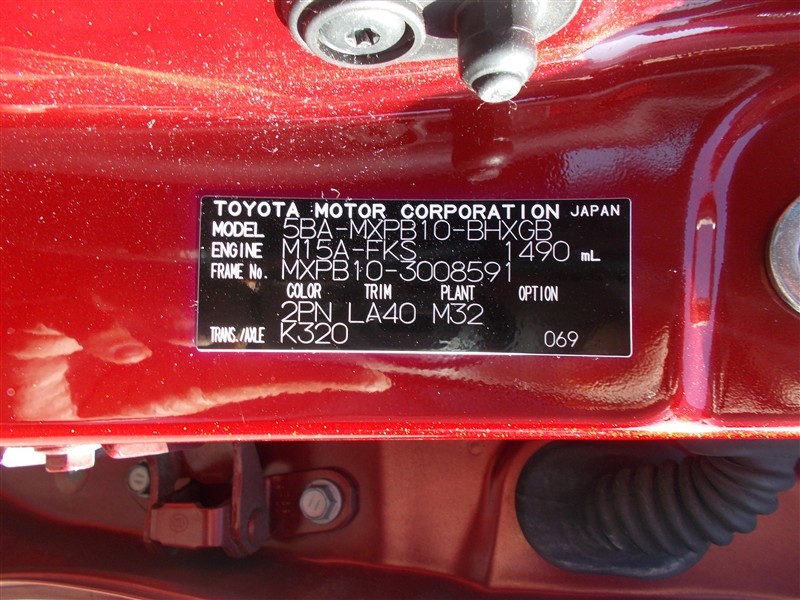 TOYOTA MOTOR CORPORATION JAPAN
MODEL 5BA-MXPB10-BHXGB
ENGINE M15A-FKS 1490 mL
FRAME No. MXPB10-3008591
COLOR TRIM PLANT OPTION
2PN LA40 M32
TRANS./AXLE K320 069